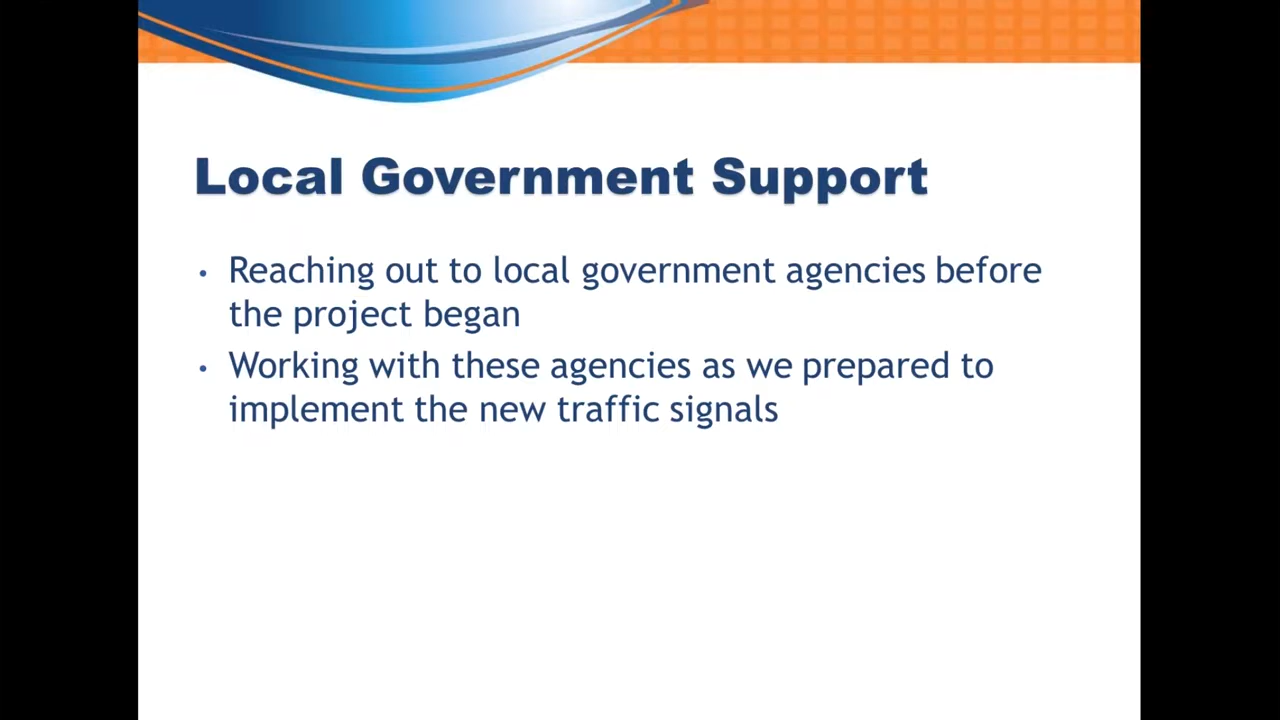 Local Government Support
• Reaching out to local government agencies before
the project began
• Working with these agencies as we prepared to
implement the new traffic signals